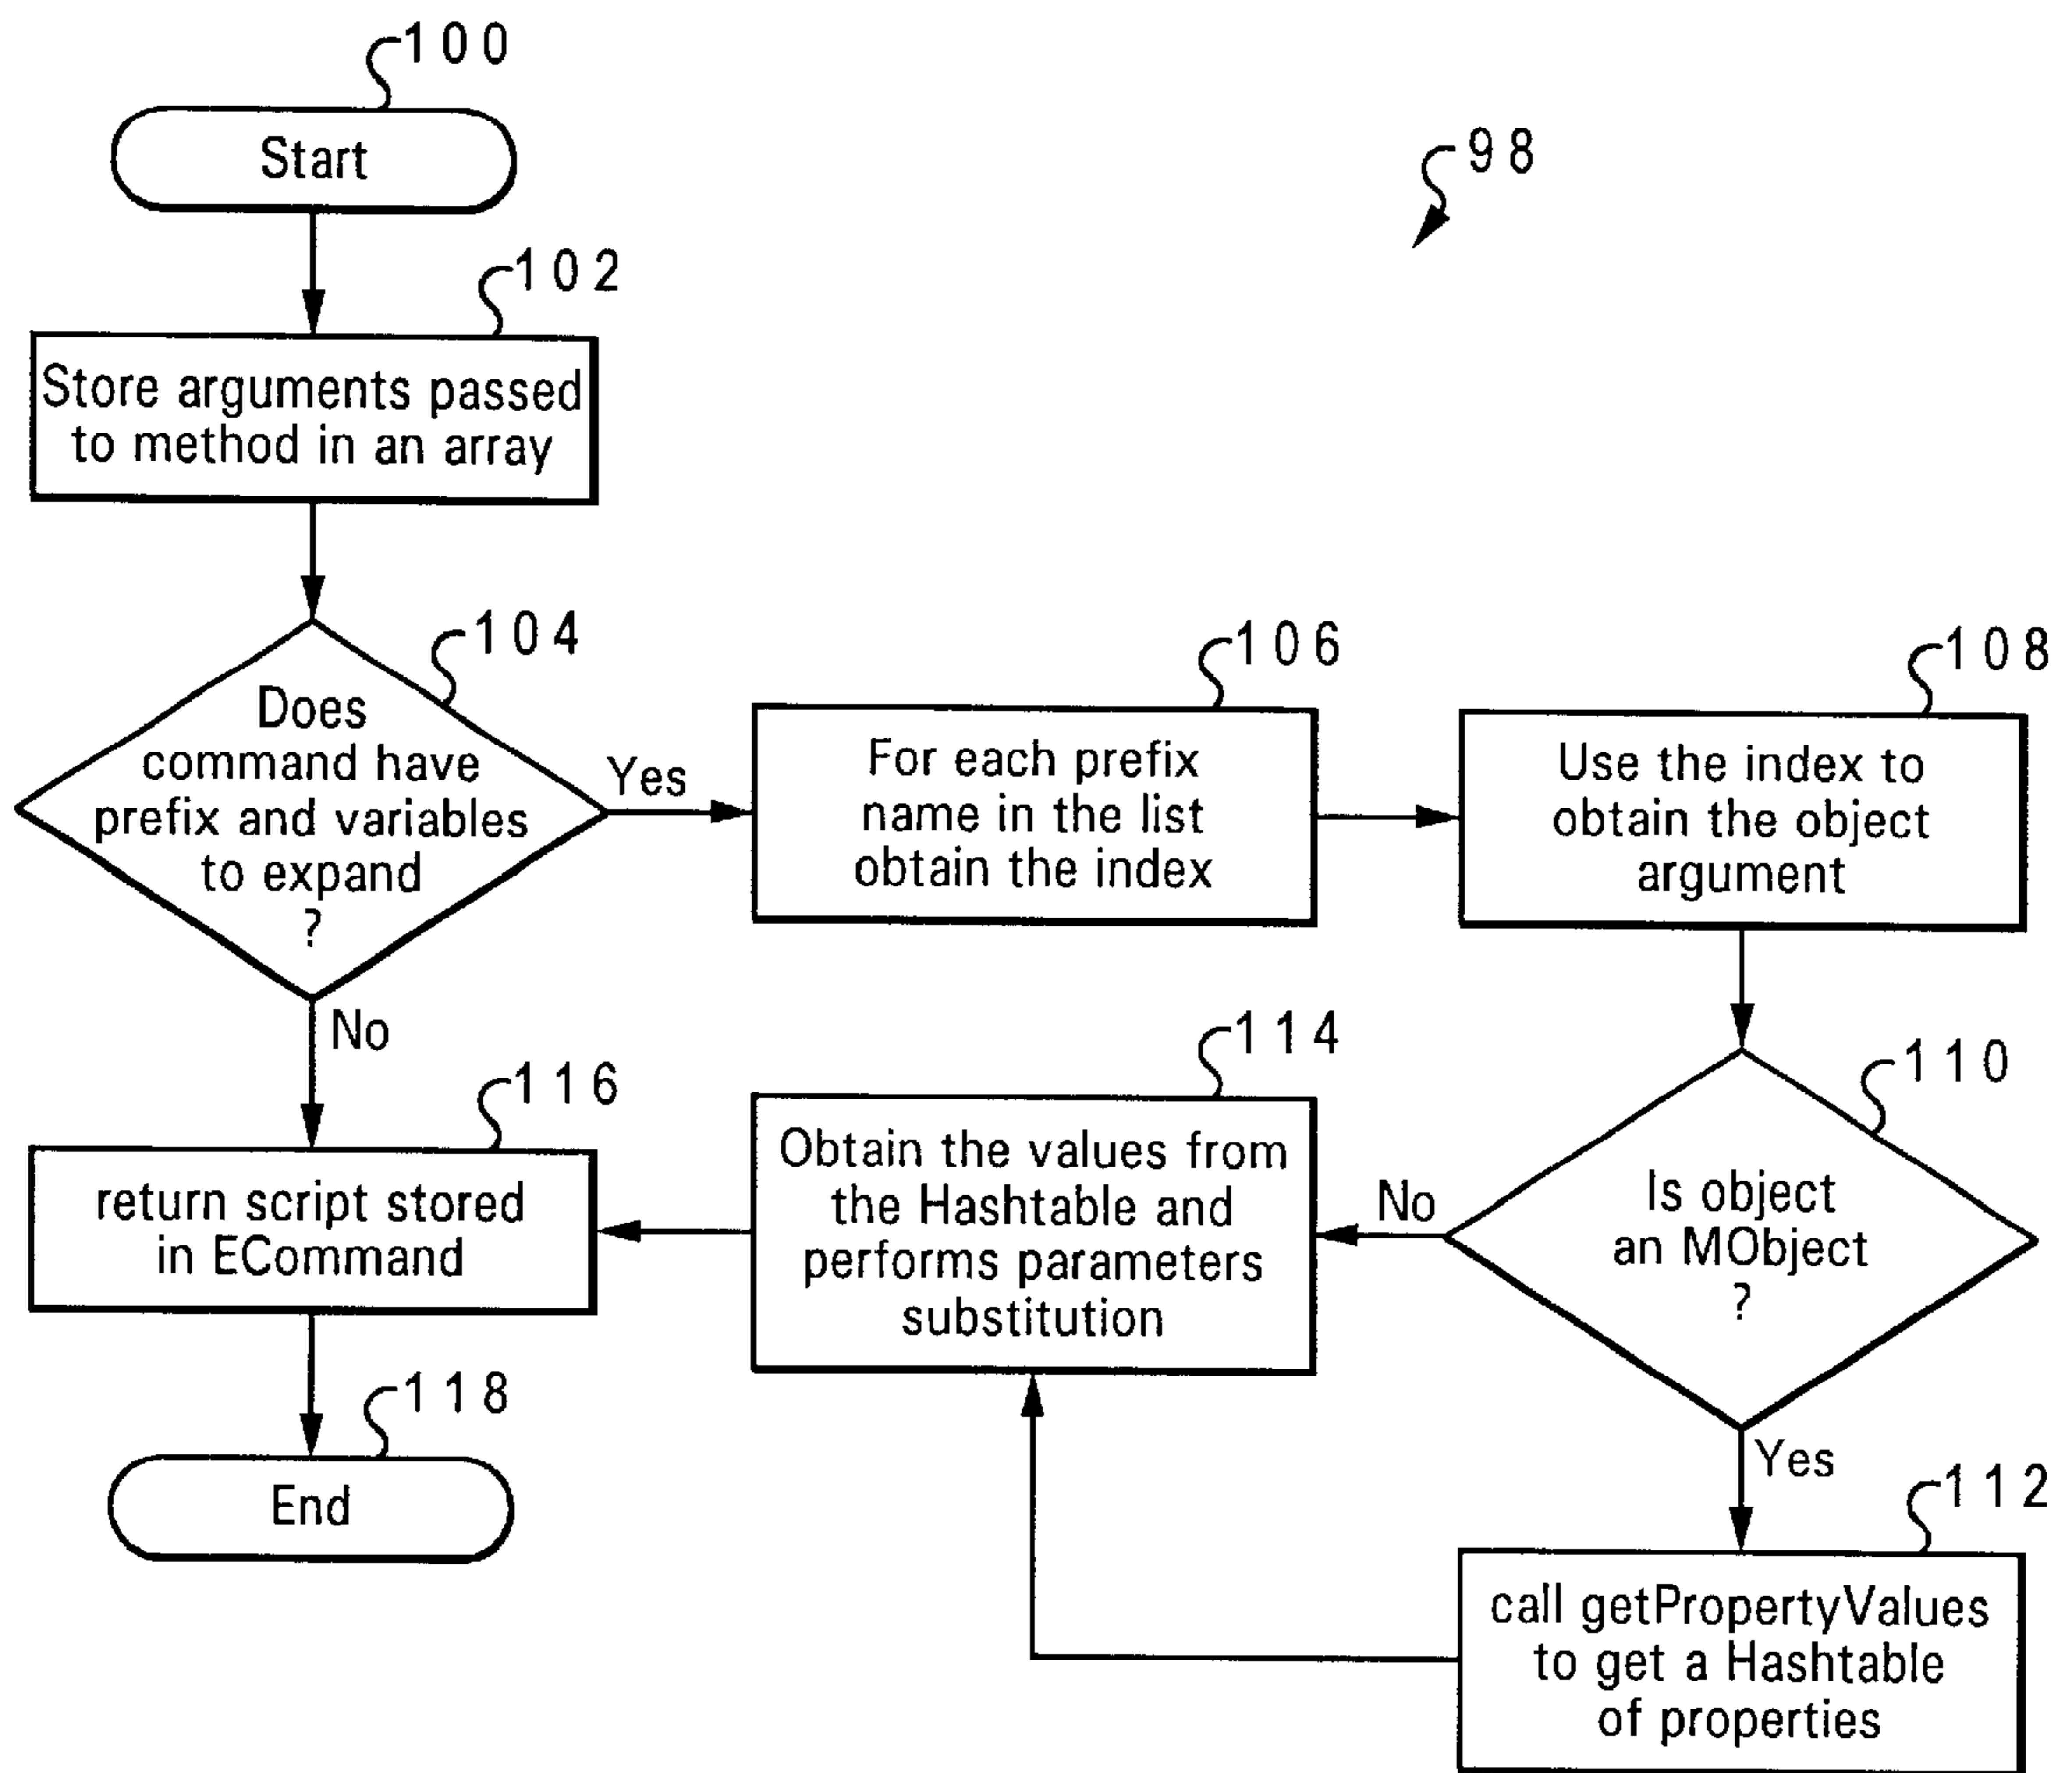 100
Start
98
102
Store arguments passed
to method in an array
104
Does
command have
prefix and variables
to expand
?
Yes
No
106
For each prefix
name in the list
obtain the index
108
Use the index to
obtain the object
argument
110
Is object
an MObject
?
No
Yes
112
call getPropertyValues
to get a Hashtable
of properties
114
Obtain the values from
the Hashtable and
performs parameters
substitution
116
return script stored
in ECommand
118
End